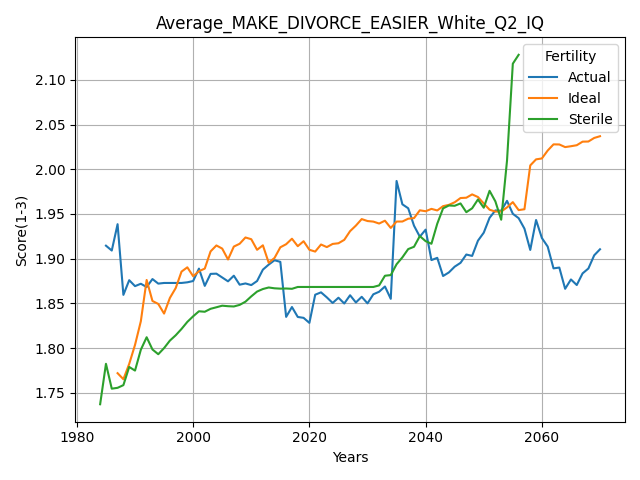 Average_MAKE_DIVORCE_EASIER_White_Q2_IQ
Fertility
Actual
Ideal
Sterile
2.10
2.05
2.00
1.95
1.90
1.85
1.80
1.75
Score(1-3)
1980
2000
2020
2040
2060
Years